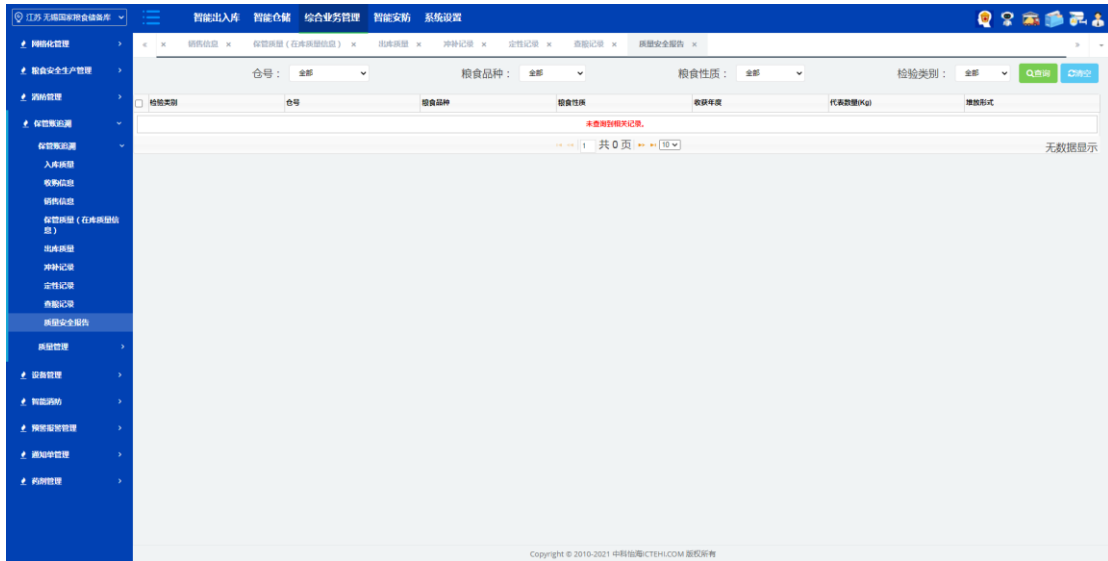 江苏 无锡国家粮食储备库
智能出入库 智能仓储 综合业务管理 智能安防 系统设置
网格化管理
粮食安全生产管理
消防管理
保管账追溯
保管账追溯
入库质量
收购信息
销售信息
保管质量（在库质量信
息）
出库质量
冲补记录
定性记录
查验记录
质量安全报告
质量管理
设备管理
智能消防
预警报警管理
通知单管理
药剂管理
« × 销售信息 × 保管质量（在库质量信息） × 出库质量 × 冲补记录 × 定性记录 × 查验记录 × 质量安全报告 × »
仓号： 全部 粮食品种： 全部 粮食性质： 全部 检验类别： 全部 查询 清空
检验类别 仓号 粮食品种 粮食性质 收获年度 代表数量(Kg) 堆放形式
未查询到相关记录。
1 共 0 页 10 无数据显示
Copyright © 2010-2021 中科怡海ICTEHI.COM 版权所有